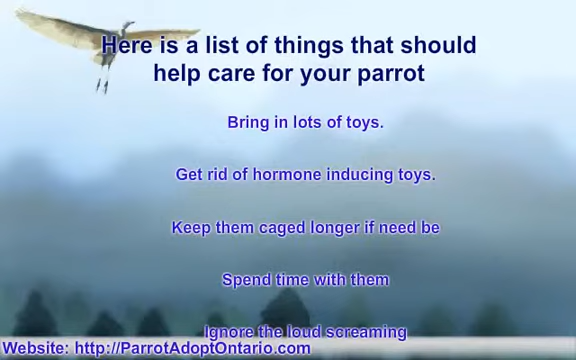 Here is a list of things that should
help care for your parrot
Bring in lots of toys.
Get rid of hormone inducing toys.
Keep them caged longer if need be
Spend time with them
Ignore the loud screaming
Website: http://ParrotAdoptOntario.com